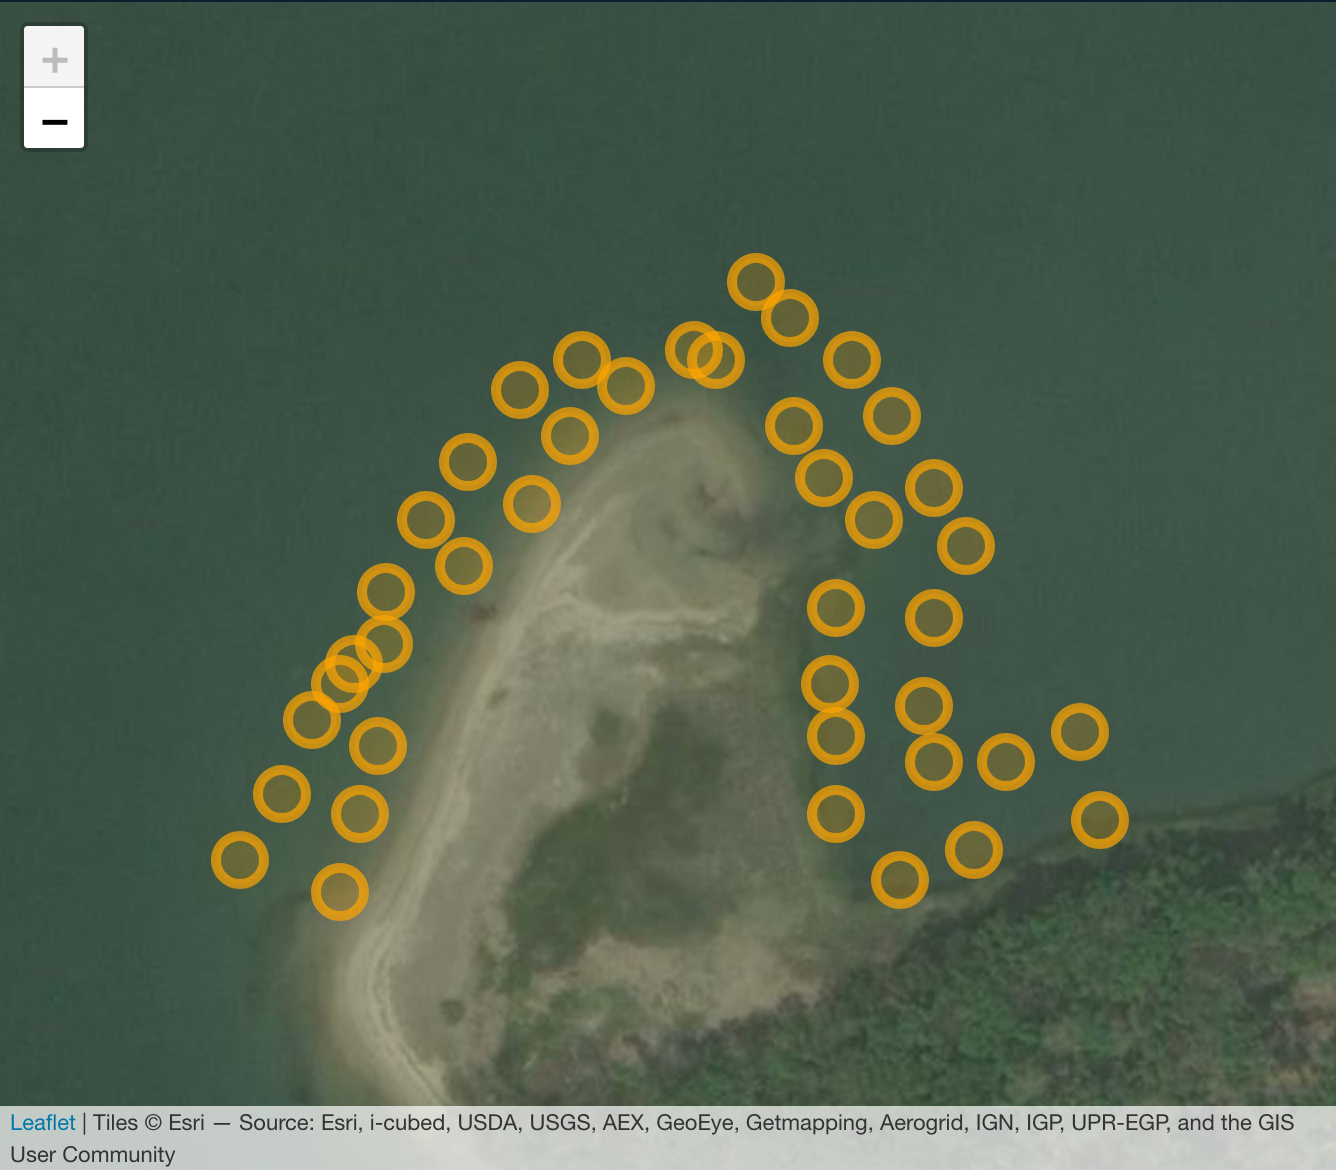 +
−
Leaflet | Tiles © Esri — Source: Esri, i-cubed, USDA, USGS, AEX, GeoEye, Getmapping, Aerogrid, IGN, IGP, UPR-EGP, and the GIS
User Community